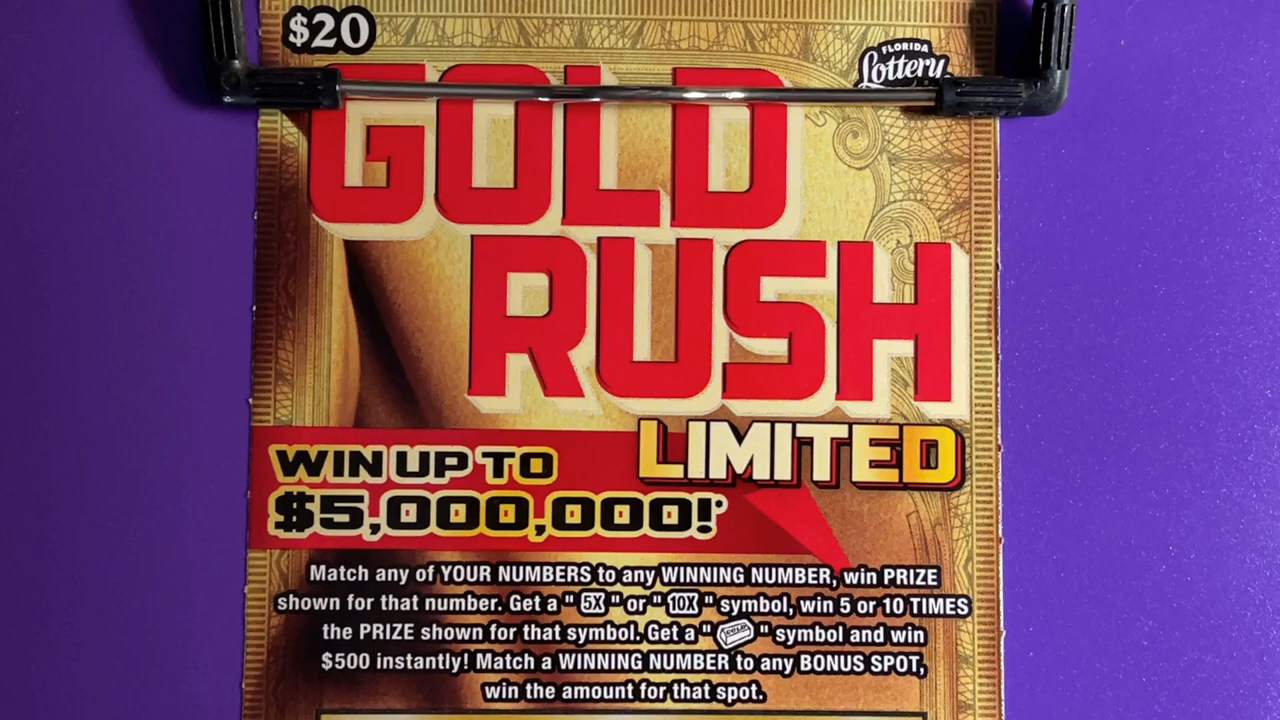 $20
FLORIDA
Lottery
GOLD
RUSH
LIMITED
WIN UP TO
$5,000,000!*
Match any of YOUR NUMBERS to any WINNING NUMBER, win PRIZE
shown for that number. Get a "5X" or "10X" symbol, win 5 or 10 TIMES
the PRIZE shown for that symbol. Get a "GOLD" symbol and win
$500 instantly! Match a WINNING NUMBER to any BONUS SPOT,
win the amount for that spot.